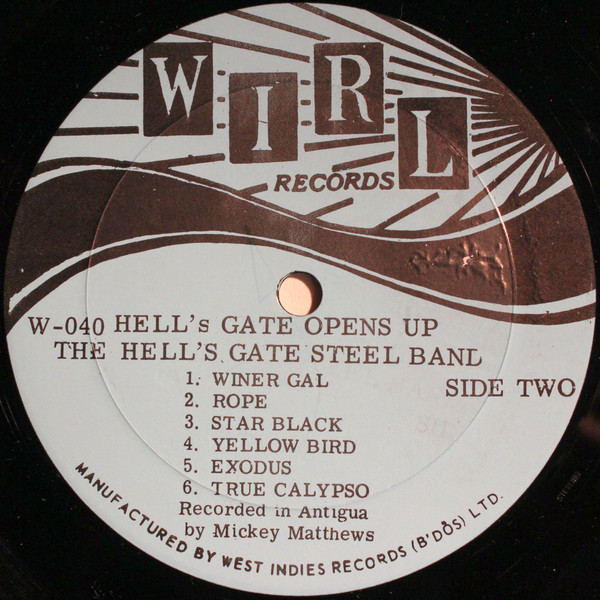 WIRL
RECORDS
W-040 HELL's GATE OPENS UP
THE HELL'S GATE STEEL BAND
SIDE TWO
1. WINER GAL
2. ROPE
3. STAR BLACK
4. YELLOW BIRD
5. EXODUS
6. TRUE CALYPSO
Recorded in Antigua
by Mickey Matthews
MANUFACTURED BY WEST INDIES RECORDS (B'DOS) LTD.